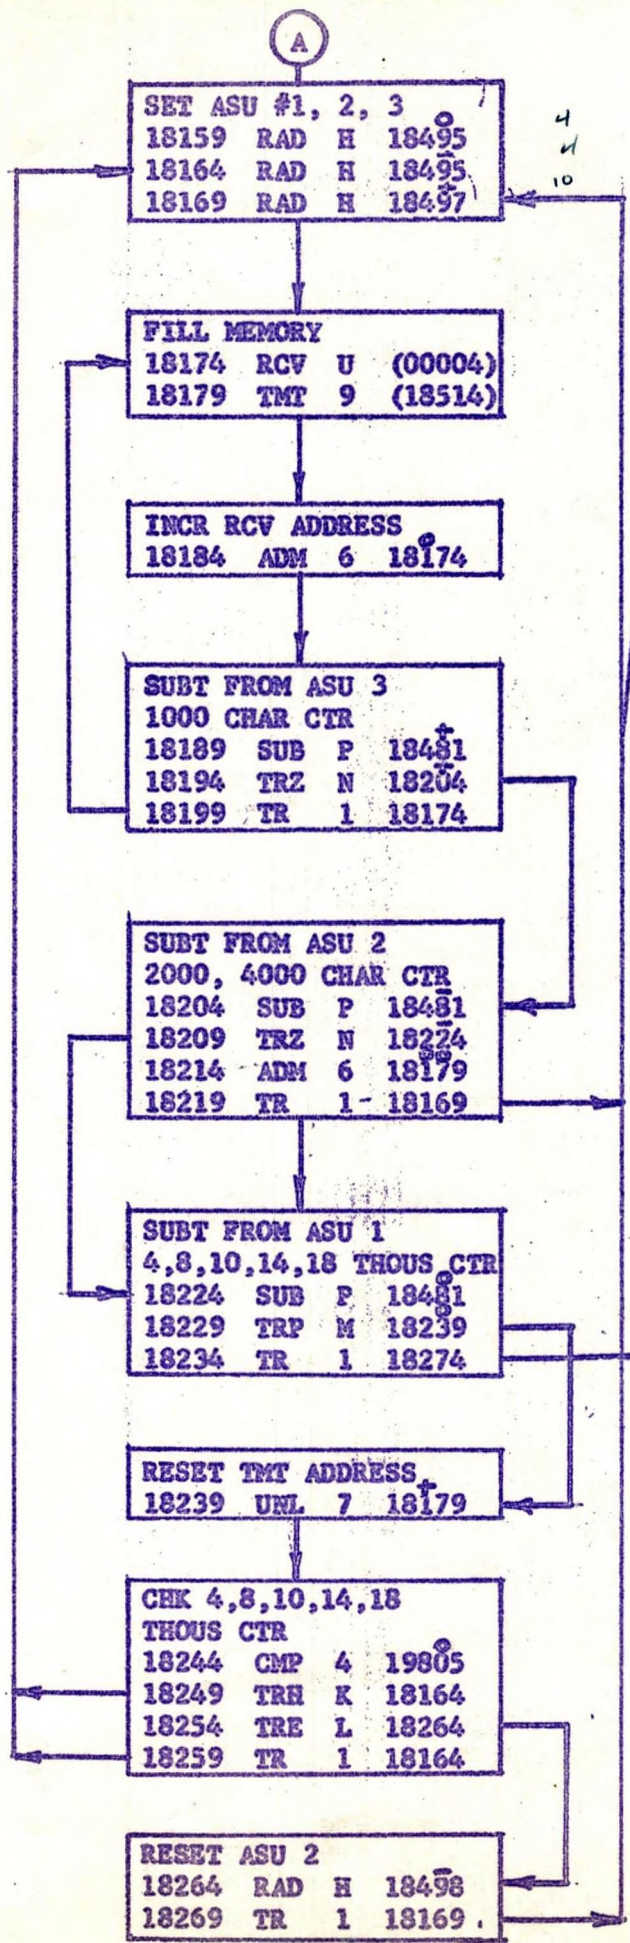 A
SET ASU #1, 2, 3
18159 RAD H 18495
18164 RAD H 18495
18169 RAD H 18497
4
4
10
FILL MEMORY
18174 RCV U (00004)
18179 TMT 9 (18514)
INCR RCV ADDRESS
18184 ADM 6 18174
SUBT FROM ASU 3
1000 CHAR CTR
18189 SUB P 18481
18194 TRZ N 18204
18199 TR 1 18174
SUBT FROM ASU 2
2000, 4000 CHAR CTR
18204 SUB P 18481
18209 TRZ N 18224
18214 ADM 6 18179
18219 TR 1- 18169
SUBT FROM ASU 1
4,8,10,14,18 THOUS CTR
18224 SUB P 18481
18229 TRP M 18239
18234 TR 1 18274
RESET TMT ADDRESS
18239 UNL 7 18179
CHK 4,8,10,14,18
THOUS CTR
18244 CMP 4 19805
18249 TRH K 18164
18254 TRE L 18264
18259 TR 1 18164
RESET ASU 2
18264 RAD H 18498
18269 TR 1 18169.